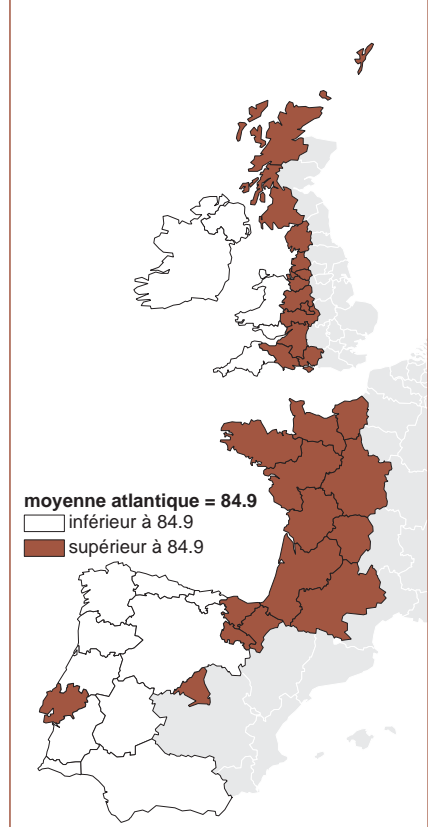 moyenne atlantique = 84.9
inférieur à 84.9
supérieur à 84.9